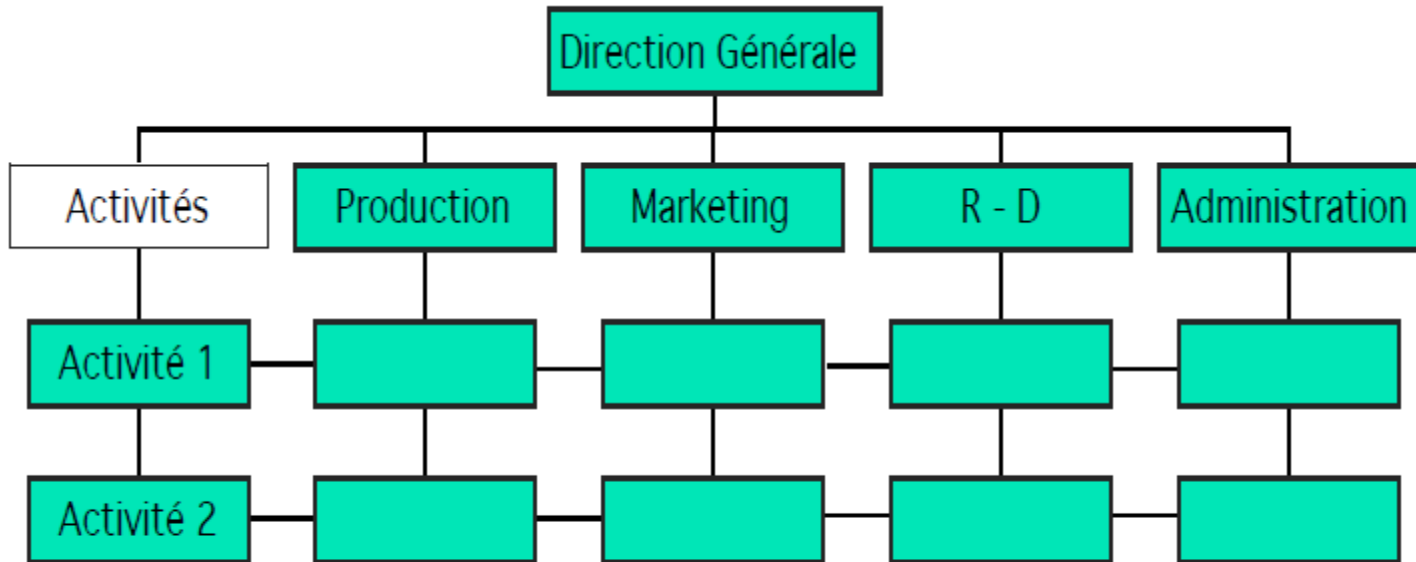 Direction Générale
Activités
Production
Marketing
R - D
Administration
Activité 1
Activité 2